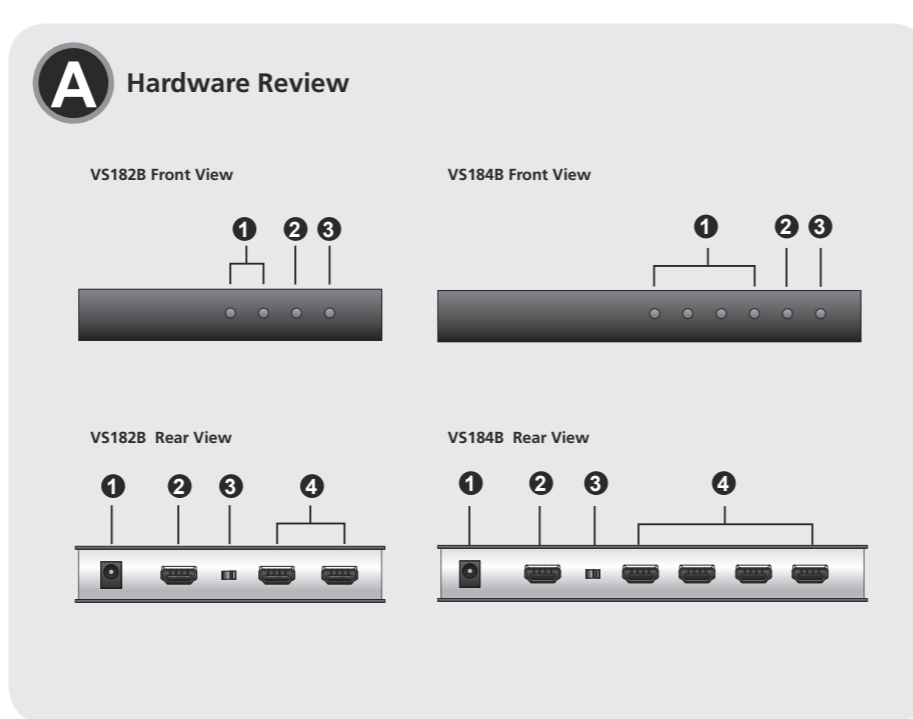 A Hardware Review
VS182B Front View
VS184B Front View
1 2 3
1 2 3
VS182B Rear View
VS184B Rear View
1 2 3 4
1 2 3 4